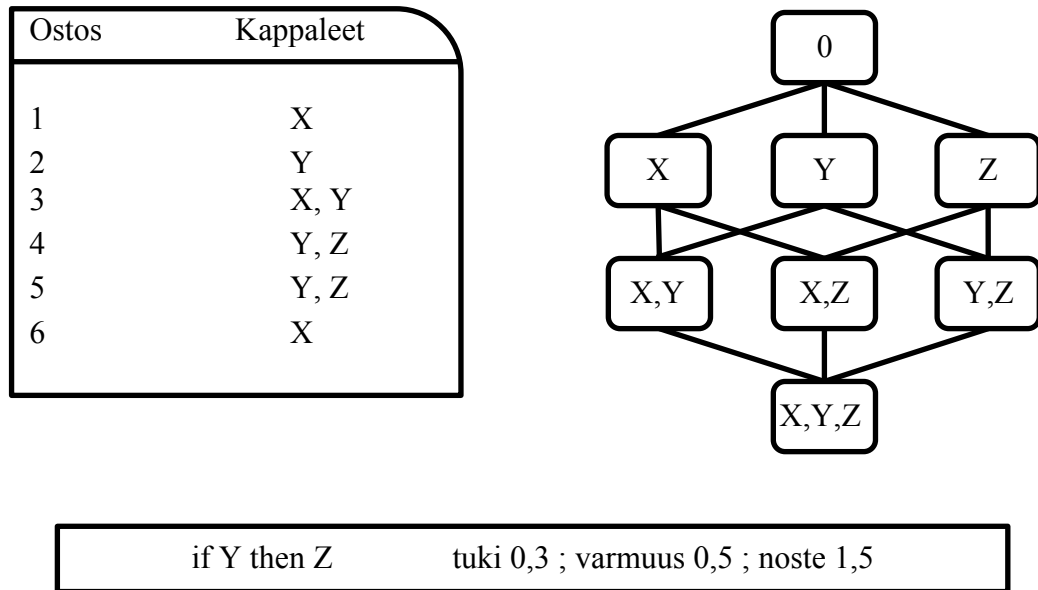 Ostos Kappaleet
1 X
2 Y
3 X, Y
4 Y, Z
5 Y, Z
6 X
0
X Y Z
X,Y X,Z Y,Z
X,Y,Z
if Y then Z tuki 0,3 ; varmuus 0,5 ; noste 1,5